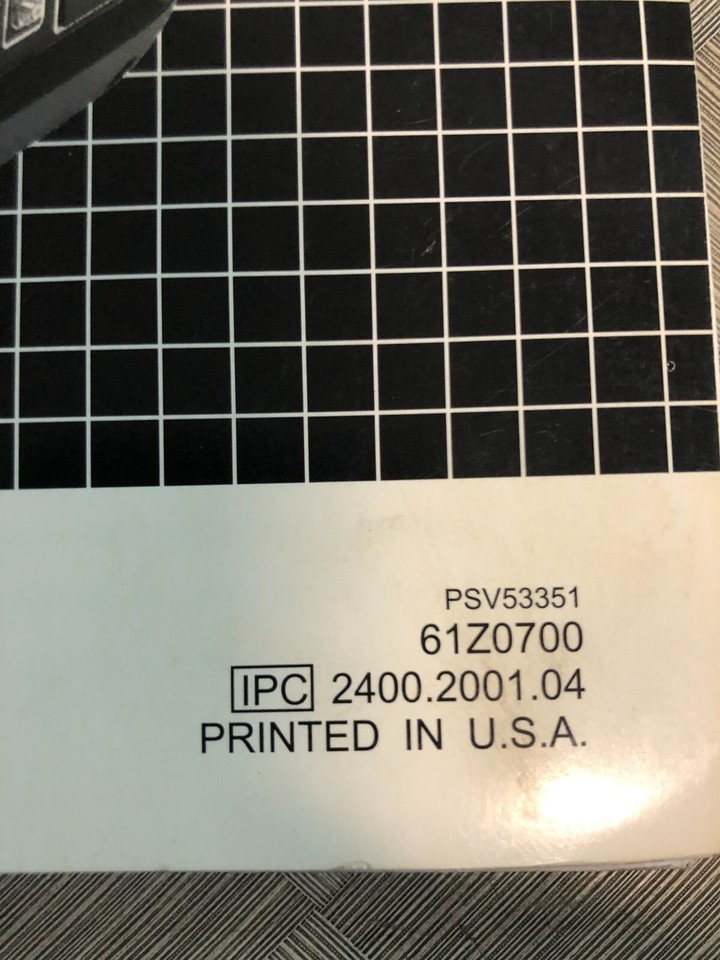 PSV53351
61Z0700
IPC 2400.2001.04
PRINTED IN U.S.A.